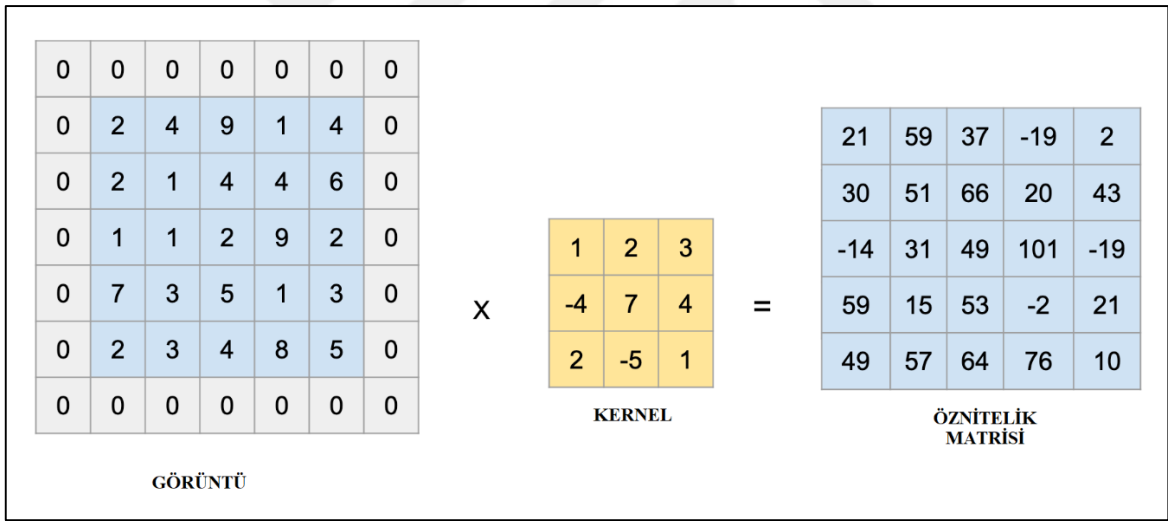 0 0 0 0 0 0 0
0 2 4 9 1 4 0
0 2 1 4 4 6 0
0 1 1 2 9 2 0
0 7 3 5 1 3 0
0 2 3 4 8 5 0
0 0 0 0 0 0 0
GÖRÜNTÜ
x
1 2 3
-4 7 4
2 -5 1
KERNEL
=
21 59 37 -19 2
30 51 66 20 43
-14 31 49 101 -19
59 15 53 -2 21
49 57 64 76 10
ÖZNİTELİK
MATRİSİ